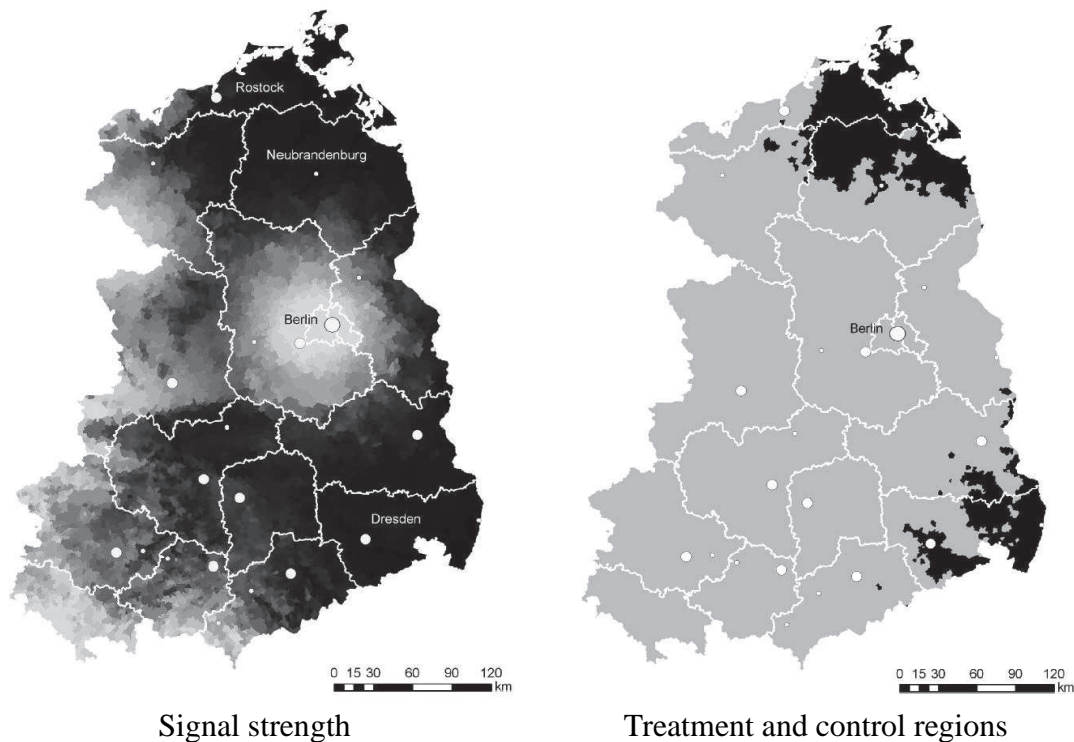 Rostock
Neubrandenburg
Berlin
Dresden
0 15 30 60 90 120
km
Berlin
0 15 30 60 90 120
km
Signal strength
Treatment and control regions